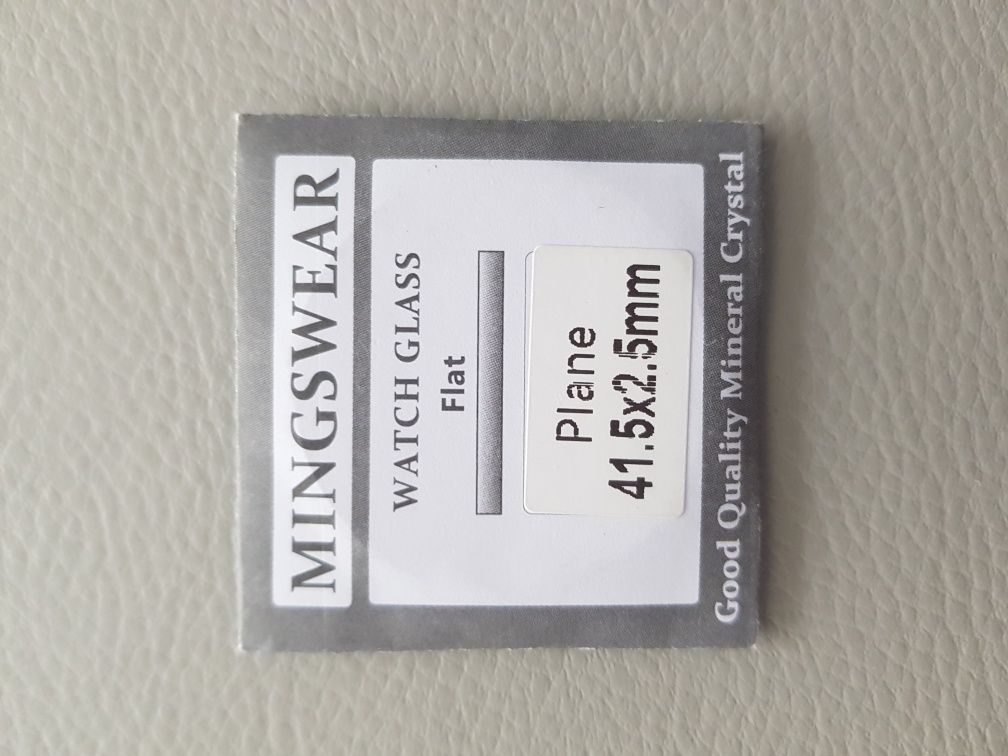 MINGSWEAR
WATCH GLASS
Flat
Plane
41.5x2.5mm
Good Quality Mineral Crystal